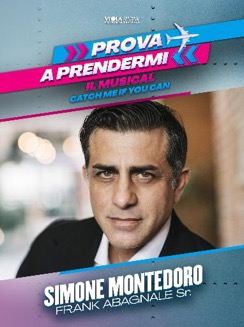 PROVA
A PRENDERMI
IL MUSICAL
CATCH ME IF YOU CAN
SIMONE MONTEDORO
FRANK ABAGNALE Sr.